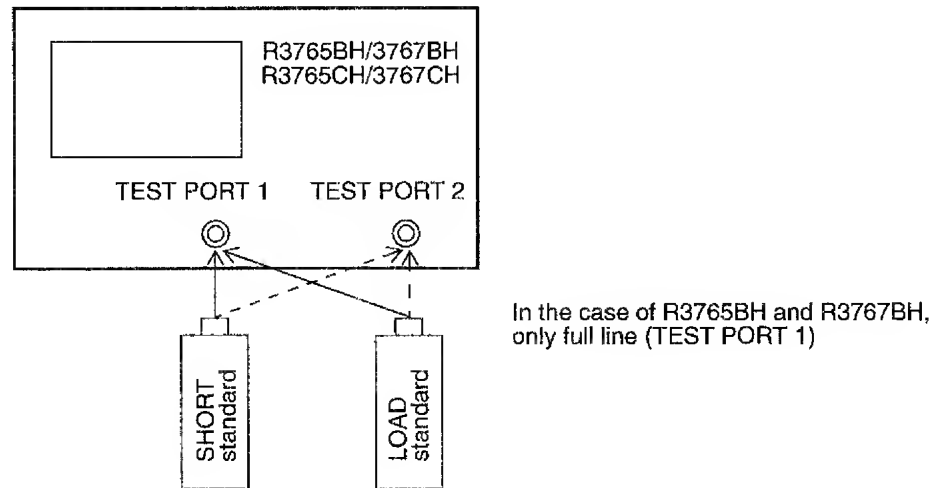 R3765BH/3767BH
R3765CH/3767CH
TEST PORT 1
TEST PORT 2
In the case of R3765BH and R3767BH,
only full line (TEST PORT 1)
SHORT
standard
LOAD
standard